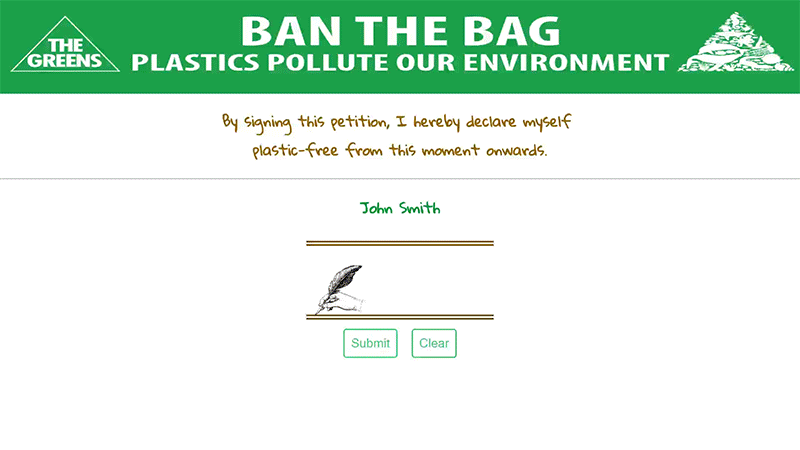 THE
GREENS
BAN THE BAG
PLASTICS POLLUTE OUR ENVIRONMENT
By signing this petition, I hereby declare myself
plastic-free from this moment onwards.
John Smith
Submit Clear